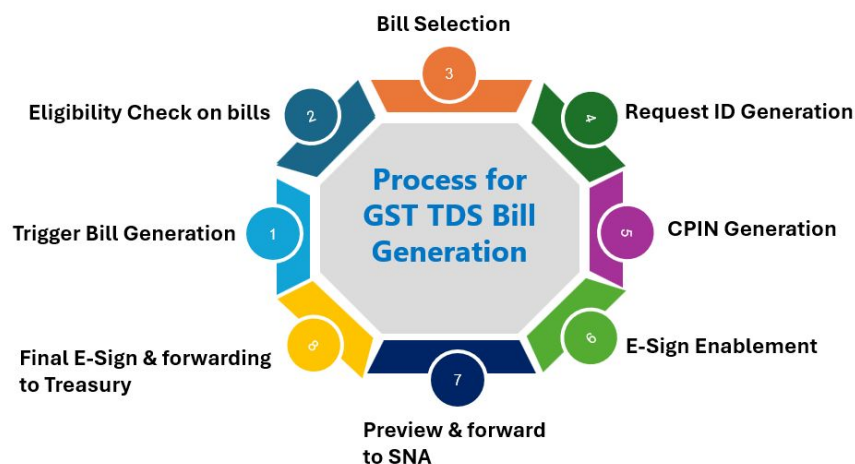 Bill Selection
3
Eligibility Check on bills
2
4
Request ID Generation
Process for
GST TDS Bill
Generation
Trigger Bill Generation
1
5
CPIN Generation
Final E-Sign & forwarding
to Treasury
8
6
E-Sign Enablement
7
Preview & forward
to SNA